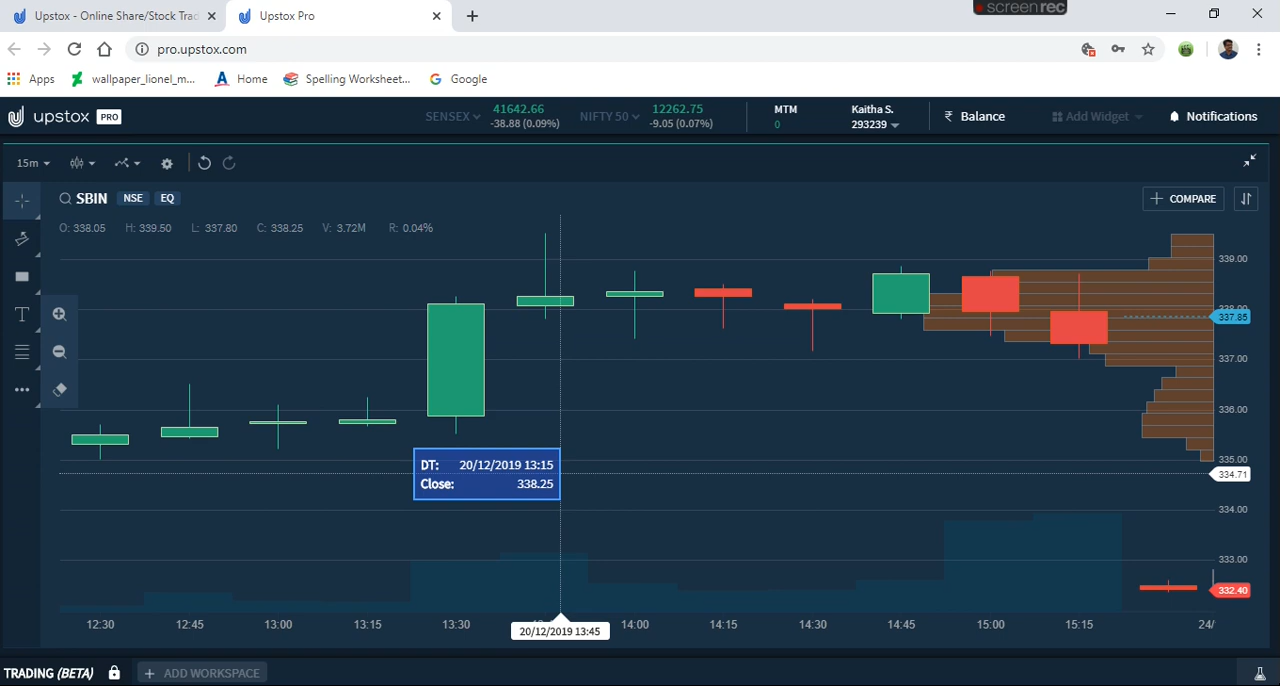 screenrec
Upstox - Online Share/Stock Trad
Upstox Pro
pro.upstox.com
Apps wallpaper_lionel_m... Home Spelling Worksheet... Google
upstox PRO
SENSEX 41642.66 -38.88 (0.09%)
NIFTY 50 12262.75 -9.05 (0.07%)
MTM 0
Kaitha S. 293239
₹ Balance
Add Widget
Notifications
15m
SBIN NSE EQ
COMPARE
O: 338.05 H: 339.50 L: 337.80 C: 338.25 V: 3.72M R: 0.04%
339.00
338.00
337.85
337.00
336.00
335.00
334.71
334.00
333.00
332.40
T
DT: 20/12/2019 13:15
Close: 338.25
12:30 12:45 13:00 13:15 13:30 14:00 14:15 14:30 14:45 15:00 15:15 24/
20/12/2019 13:45
TRADING (BETA)
+ ADD WORKSPACE